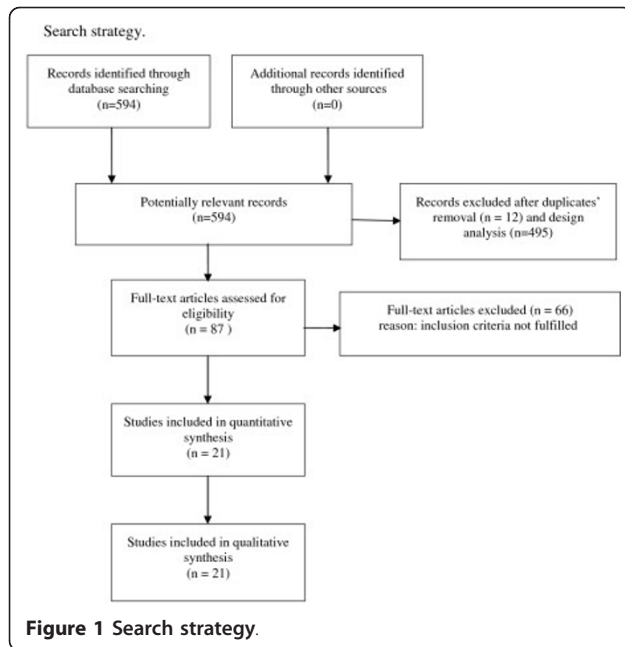 Search strategy.
Records identified through
database searching
(n=594)
Additional records identified
through other sources
(n=0)
Potentially relevant records
(n=594)
Records excluded after duplicates'
removal (n = 12) and design
analysis (n=495)
Full-text articles assessed for
eligibility
(n = 87 )
Full-text articles excluded (n = 66)
reason: inclusion criteria not fulfilled
Studies included in quantitative
synthesis
(n = 21)
Studies included in qualitative
synthesis
(n = 21)
Figure 1 Search strategy.